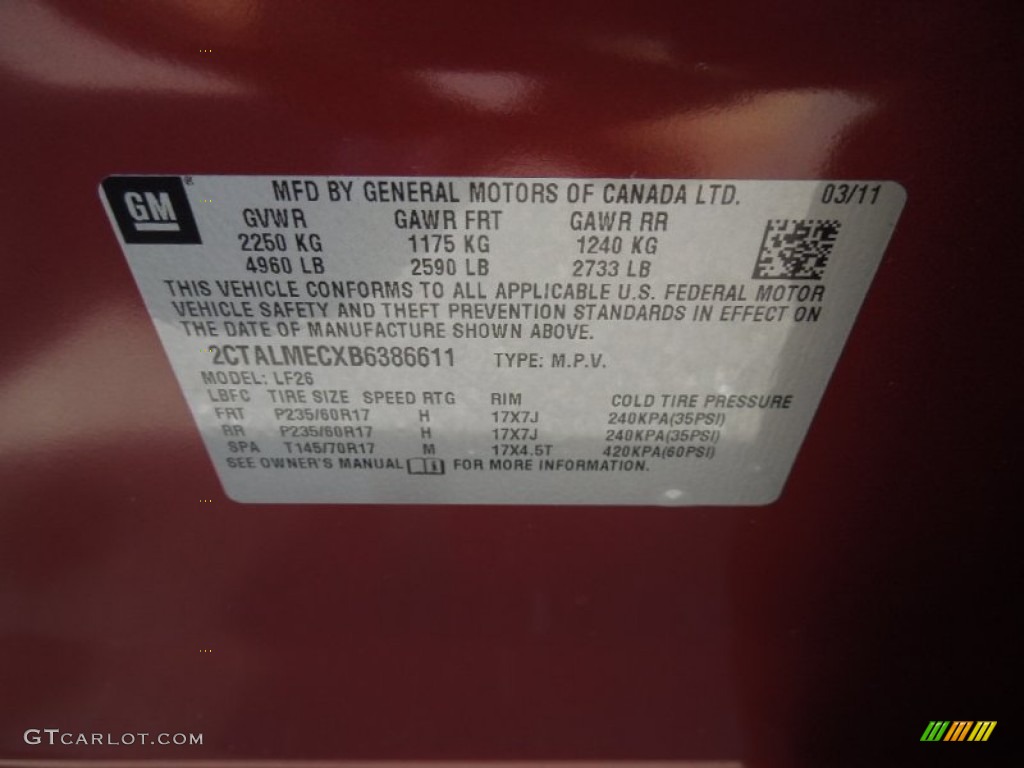 GM MFD BY GENERAL MOTORS OF CANADA LTD. 03/11
GVWR GAWR FRT GAWR RR
2250 KG 1175 KG 1240 KG
4960 LB 2590 LB 2733 LB
THIS VEHICLE CONFORMS TO ALL APPLICABLE U.S. FEDERAL MOTOR
VEHICLE SAFETY AND THEFT PREVENTION STANDARDS IN EFFECT ON
THE DATE OF MANUFACTURE SHOWN ABOVE.
2CTALMECXB6386611 TYPE: M.P.V.
MODEL: LF26
LBFC TIRE SIZE SPEED RTG RIM COLD TIRE PRESSURE
FRT P235/60R17 H 17X7J 240KPA(35PSI)
RR P235/60R17 H 17X7J 240KPA(35PSI)
SPA T145/70R17 M 17X4.5T 420KPA(60PSI)
SEE OWNER'S MANUAL FOR MORE INFORMATION.
GTCARLOT.COM